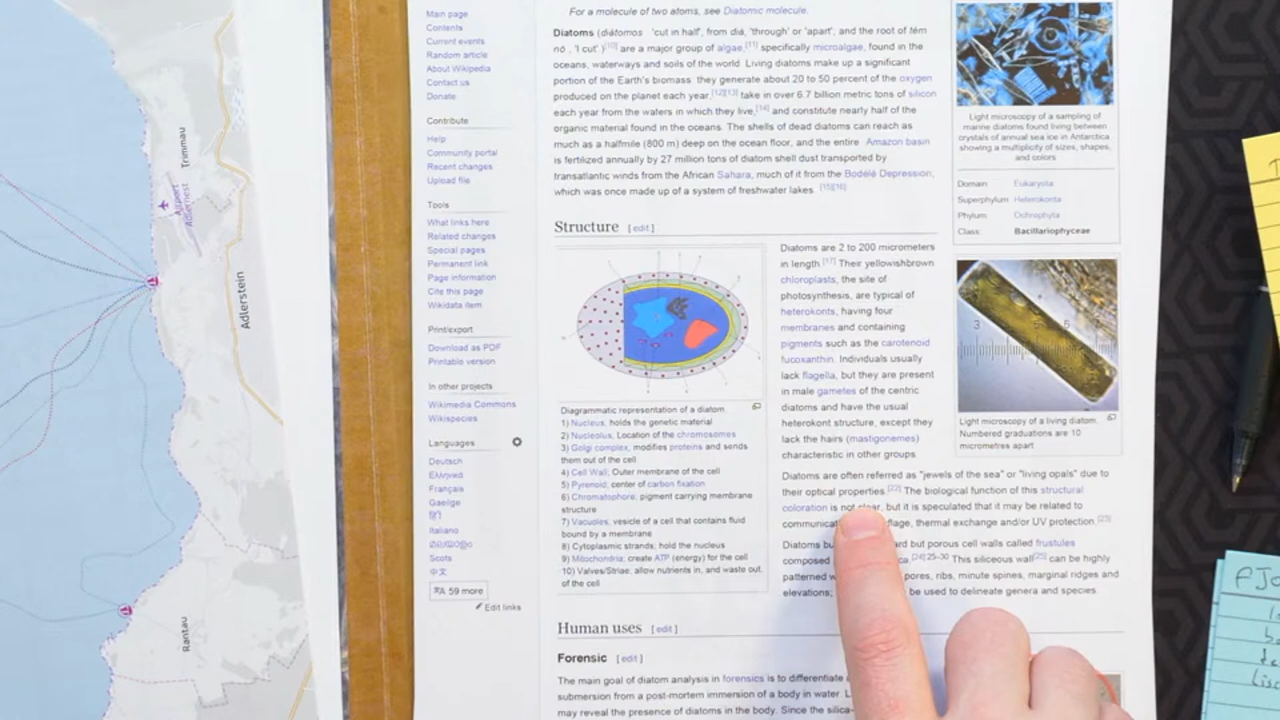 Trimmau
Airport
Adlernest
Adlerstein
Rantau
Main page
Contents
Current events
Random article
About Wikipedia
Contact us
Donate
Contribute
Help
Community portal
Recent changes
Upload file
Tools
What links here
Related changes
Special pages
Permanent link
Page information
Cite this page
Wikidata item
Print/export
Download as PDF
Printable version
In other projects
Wikimedia Commons
Wikispecies
Languages
Deutsch
Ελληνικά
Français
Gaeilge
हिंदी
Italiano
മലയാളം
Scots
中文
文A 59 more
Edit links
For a molecule of two atoms, see Diatomic molecule.
Diatoms (diátomos 'cut in half', from diá, 'through' or 'apart', and the root of tém
nō , 'I cut'.)[10] are a major group of algae,[11] specifically microalgae, found in the
oceans, waterways and soils of the world. Living diatoms make up a significant
portion of the Earth's biomass: they generate about 20 to 50 percent of the oxygen
produced on the planet each year,[12][13] take in over 6.7 billion metric tons of silicon
each year from the waters in which they live,[14] and constitute nearly half of the
organic material found in the oceans. The shells of dead diatoms can reach as
much as a halfmile (800 m) deep on the ocean floor, and the entire Amazon basin
is fertilized annually by 27 million tons of diatom shell dust transported by
transatlantic winds from the African Sahara, much of it from the Bodélé Depression,
which was once made up of a system of freshwater lakes. [15][16]
Light microscopy of a sampling of
marine diatoms found living between
crystals of annual sea ice in Antarctica
showing a multiplicity of sizes, shapes,
and colors
Domain Eukaryota
Superphylum Heterokonta
Phylum Ochrophyta
Class: Bacillariophyceae
Structure [ edit ]
Diagrammatic representation of a diatom
1) Nucleus, holds the genetic material
2) Nucleolus, Location of the chromosomes
3) Golgi complex, modifies proteins and sends
them out of the cell
4) Cell Wall; Outer membrane of the cell
5) Pyrenoid, center of carbon fixation
6) Chromatophore; pigment carrying membrane
structure
7) Vacuoles, vesicle of a cell that contains fluid
bound by a membrane
8) Cytoplasmic strands; hold the nucleus
9) Mitochondria; create ATP (energy) for the cell
10) Valves/Striae; allow nutrients in, and waste out,
of the cell
Diatoms are 2 to 200 micrometers
in length.[17] Their yellowishbrown
chloroplasts, the site of
photosynthesis, are typical of
heterokonts, having four
membranes and containing
pigments such as the carotenoid
fucoxanthin. Individuals usually
lack flagella, but they are present
in male gametes of the centric
diatoms and have the usual
heterokont structure, except they
lack the hairs (mastigonemes)
characteristic in other groups.
3 5
Light microscopy of a living diatom.
Numbered graduations are 10
micrometres apart
Diatoms are often referred as "jewels of the sea" or "living opals" due to
their optical properties.[22] The biological function of this structural
coloration is not clear, but it is speculated that it may be related to
communicat flage, thermal exchange and/or UV protection.[23]
Diatoms bu rd but porous cell walls called frustules
composed ca.[24]:25–30 This siliceous wall[25] can be highly
patterned w pores, ribs, minute spines, marginal ridges and
elevations; be used to delineate genera and species.
Human uses [ edit ]
Forensic [ edit ]
The main goal of diatom analysis in forensics is to differentiate
submersion from a post-mortem immersion of a body in water. L
may reveal the presence of diatoms in the body. Since the silica-